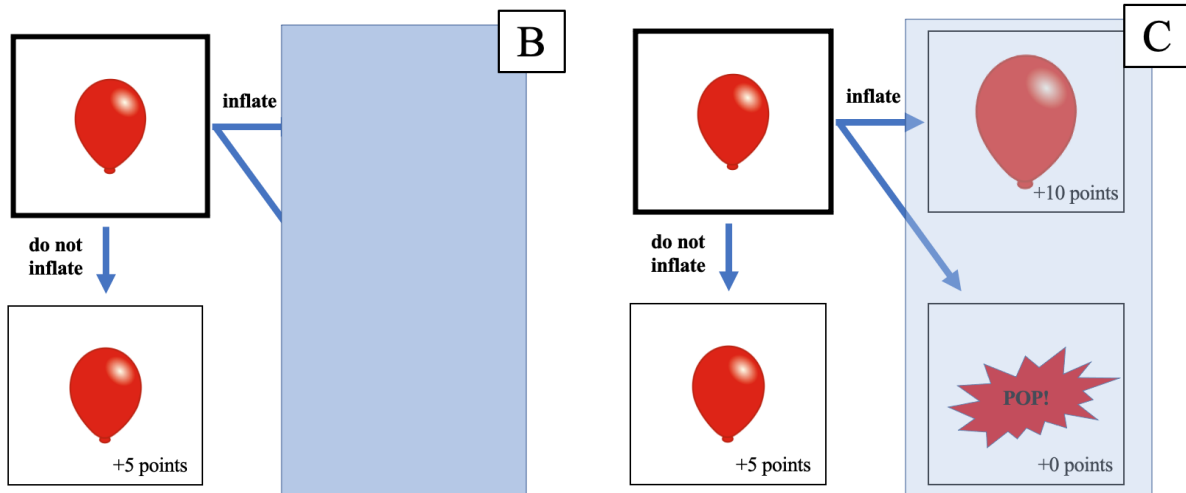 B
inflate
do not
inflate
+5 points
C
inflate
+10 points
do not
inflate
+5 points
POP!
+0 points